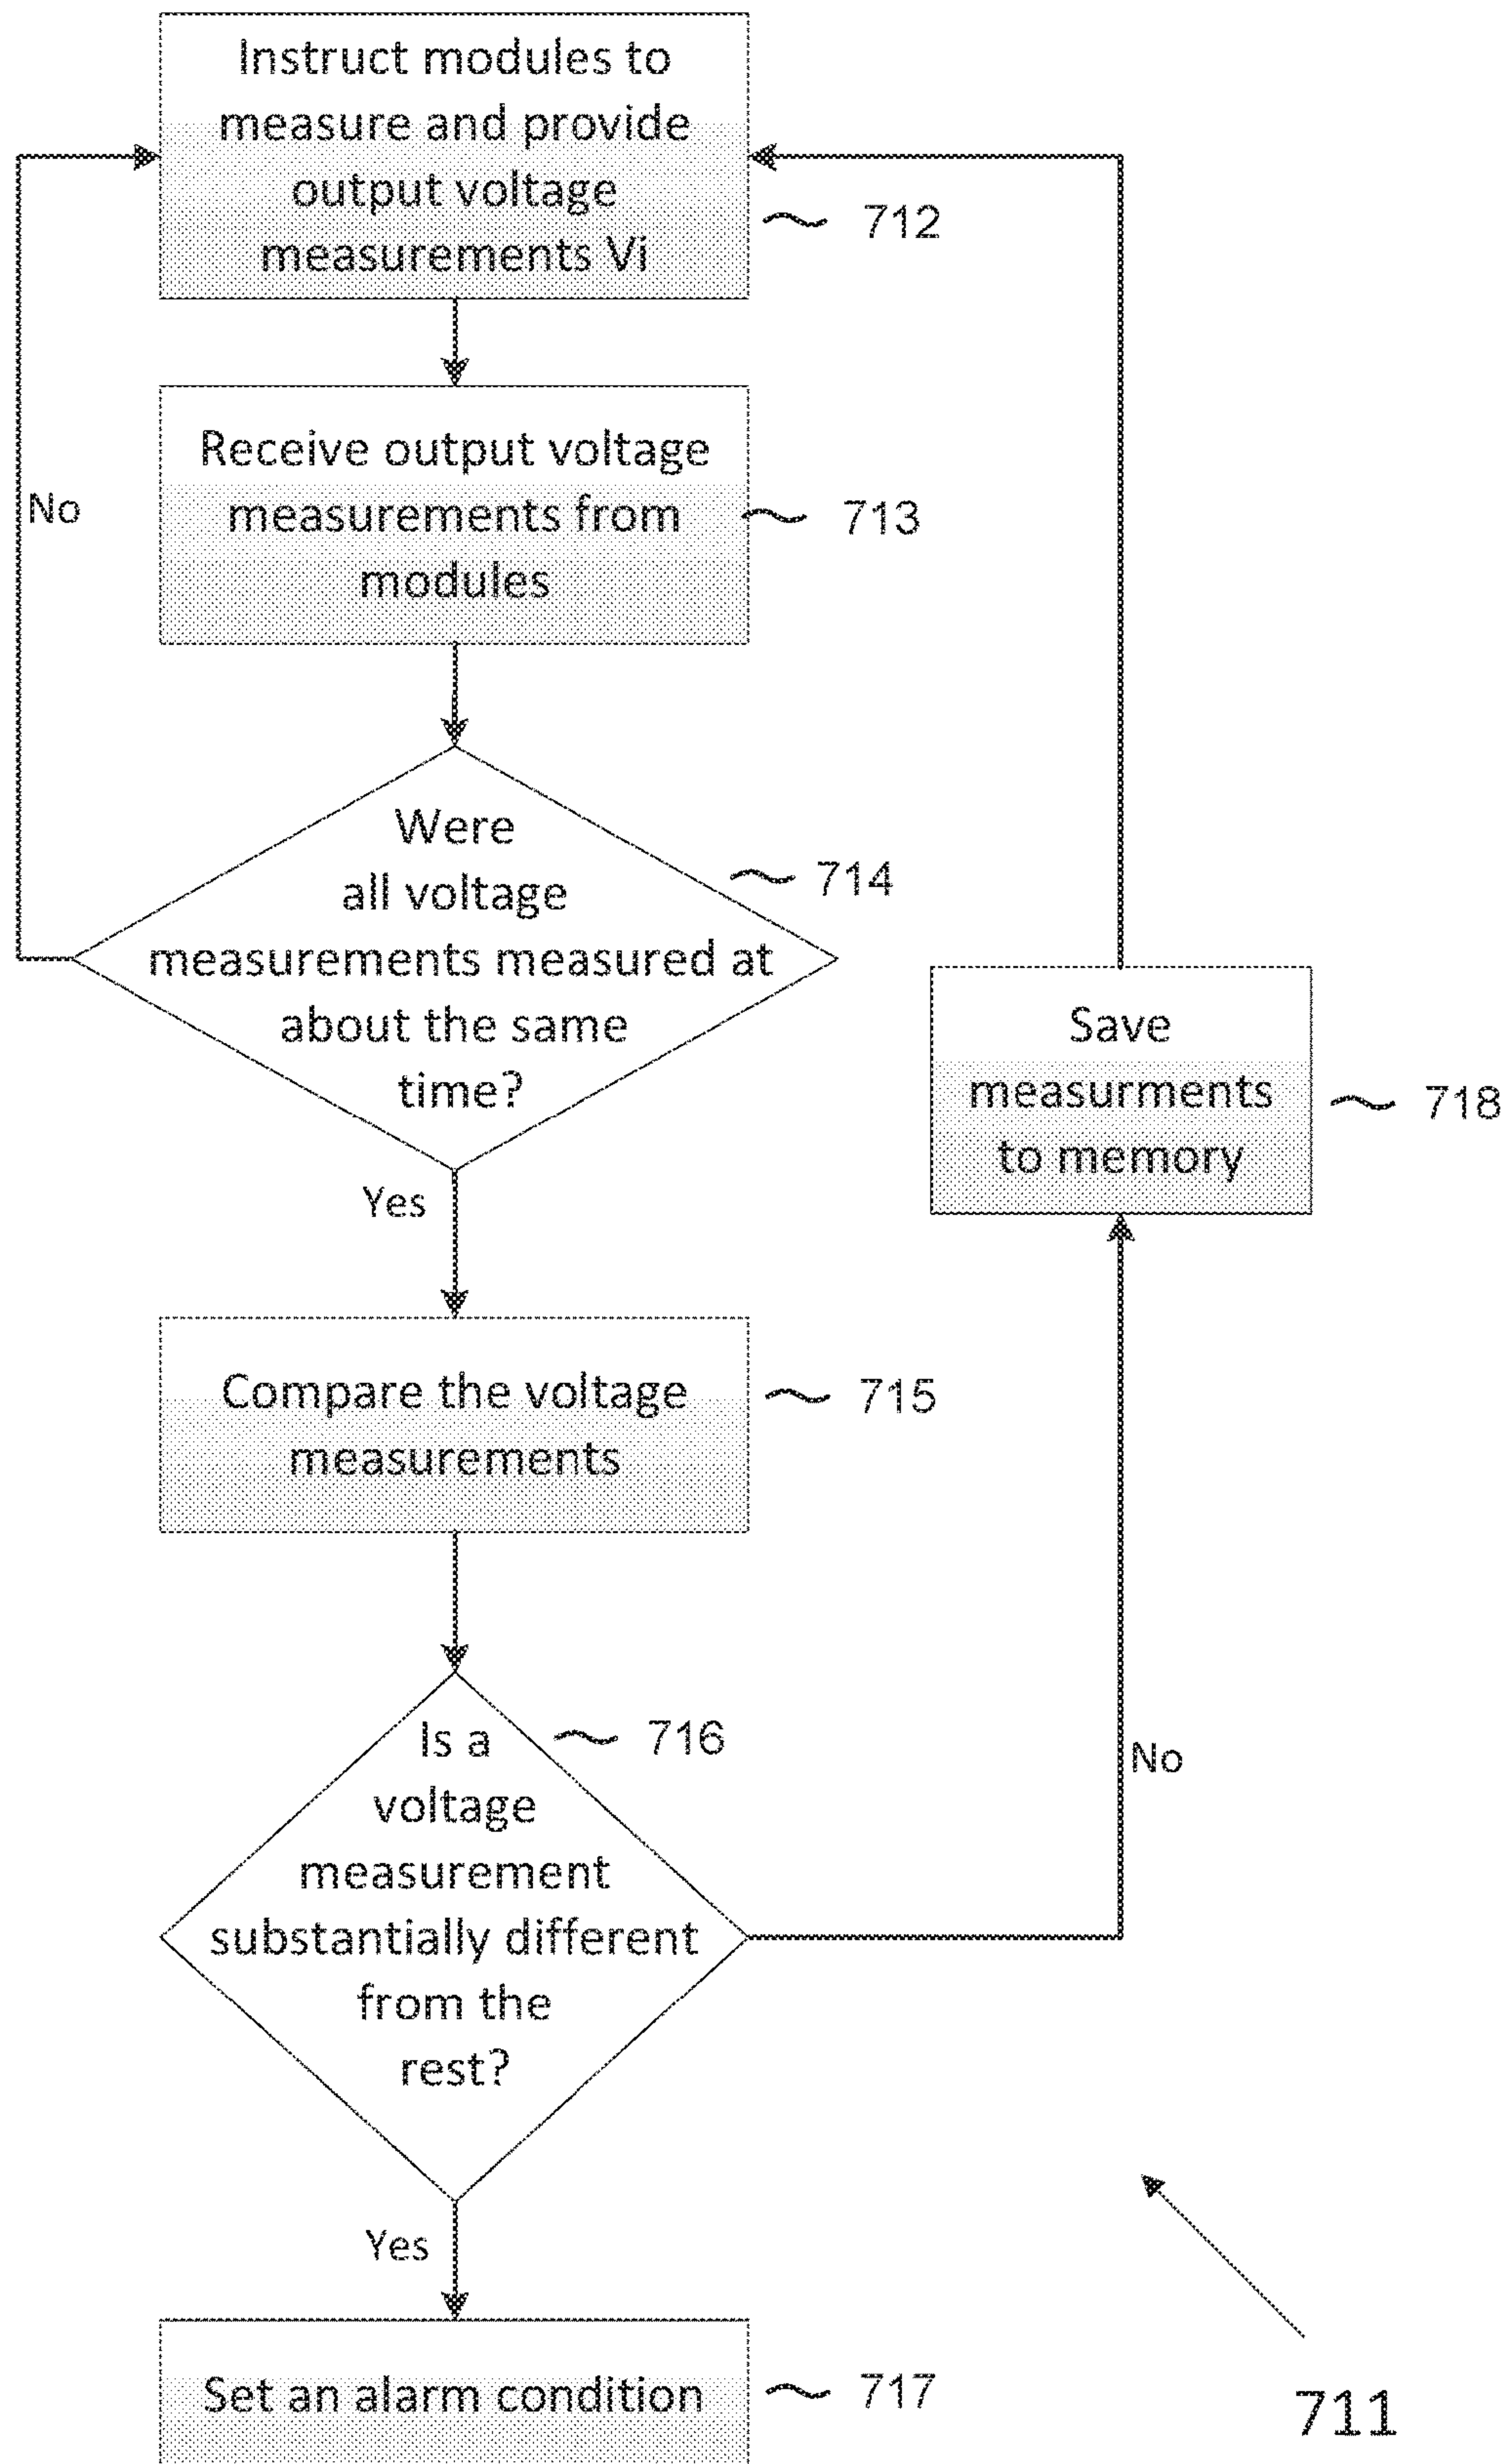 Instruct modules to
measure and provide
output voltage
measurements Vi
712
Receive output voltage
measurements from
modules
713
No
Were
all voltage
measurements measured at
about the same
time?
714
Yes
Save
measurments
to memory
718
Compare the voltage
measurements
715
Is a
voltage
measurement
substantially different
from the
rest?
716
No
Yes
Set an alarm condition
717
711